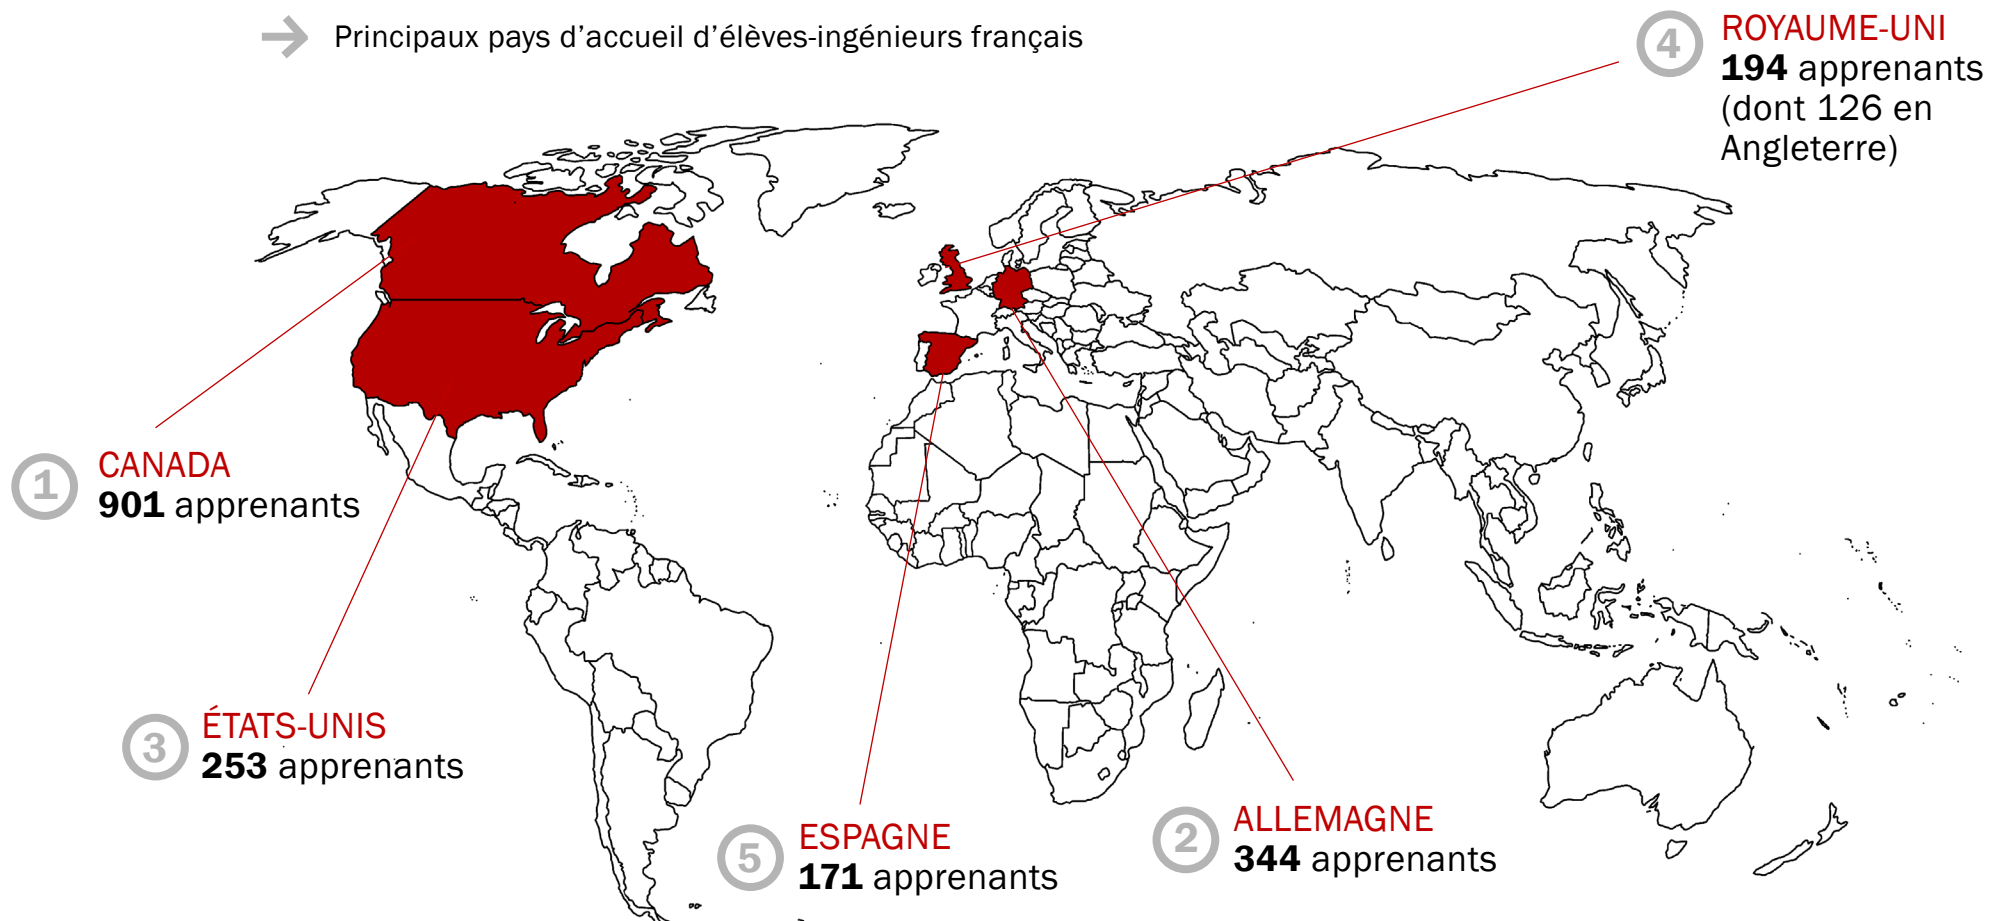 Principaux pays d’accueil d’élèves-ingénieurs français
4
ROYAUME-UNI
194 apprenants
(dont 126 en
Angleterre)
1
CANADA
901 apprenants
3
ÉTATS-UNIS
253 apprenants
5
ESPAGNE
171 apprenants
2
ALLEMAGNE
344 apprenants